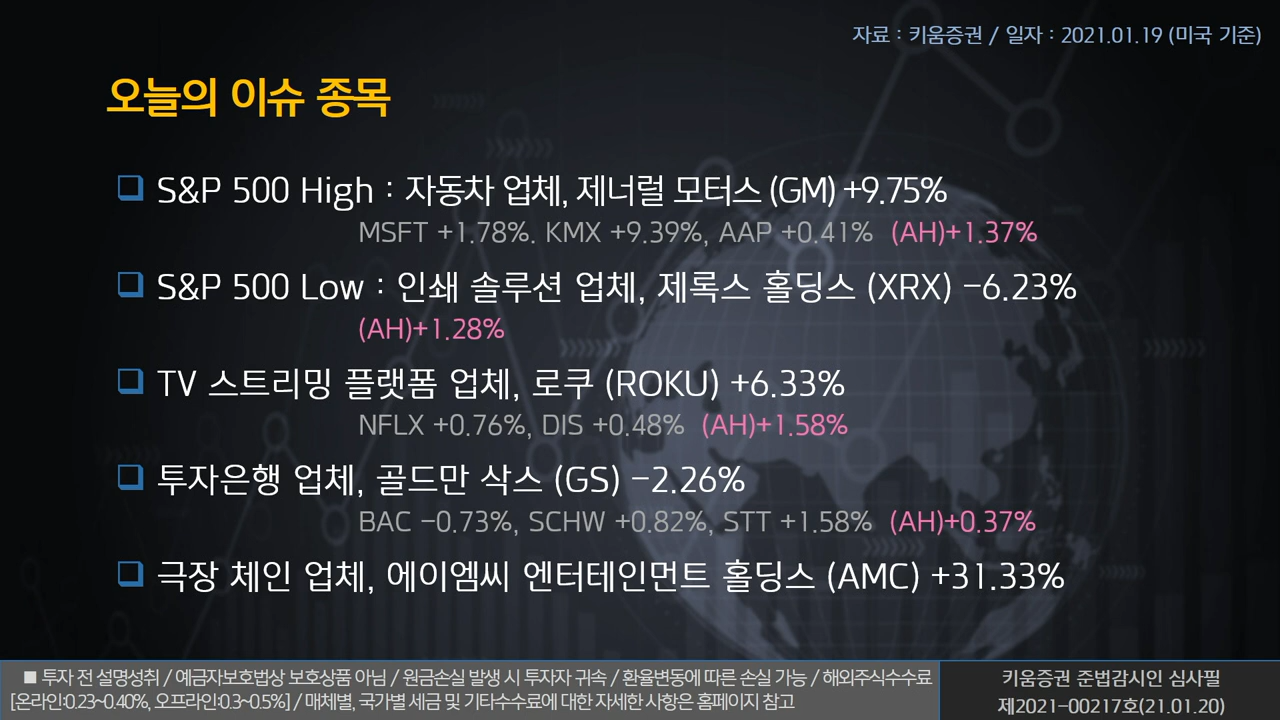 자료 : 키움증권 / 일자 : 2021.01.19 (미국 기준)
오늘의 이슈 종목
❑ S&P 500 High : 자동차 업체, 제너럴 모터스 (GM) +9.75%
MSFT +1.78%. KMX +9.39%, AAP +0.41% (AH)+1.37%
❑ S&P 500 Low : 인쇄 솔루션 업체, 제록스 홀딩스 (XRX) -6.23%
(AH)+1.28%
❑ TV 스트리밍 플랫폼 업체, 로쿠 (ROKU) +6.33%
NFLX +0.76%, DIS +0.48% (AH)+1.58%
❑ 투자은행 업체, 골드만 삭스 (GS) -2.26%
BAC -0.73%, SCHW +0.82%, STT +1.58% (AH)+0.37%
❑ 극장 체인 업체, 에이엠씨 엔터테인먼트 홀딩스 (AMC) +31.33%
■ 투자 전 설명성취 / 예금자보호법상 보호상품 아님 / 원금손실 발생 시 투자자 귀속 / 환율변동에 따른 손실 가능 / 해외주식수수료
[온라인:0.23~0.40%, 오프라인:0.3~0.5%] / 매체별, 국가별 세금 및 기타수수료에 대한 자세한 사항은 홈페이지 참고
키움증권 준법감시인 심사필
제2021-00217호(21.01.20)